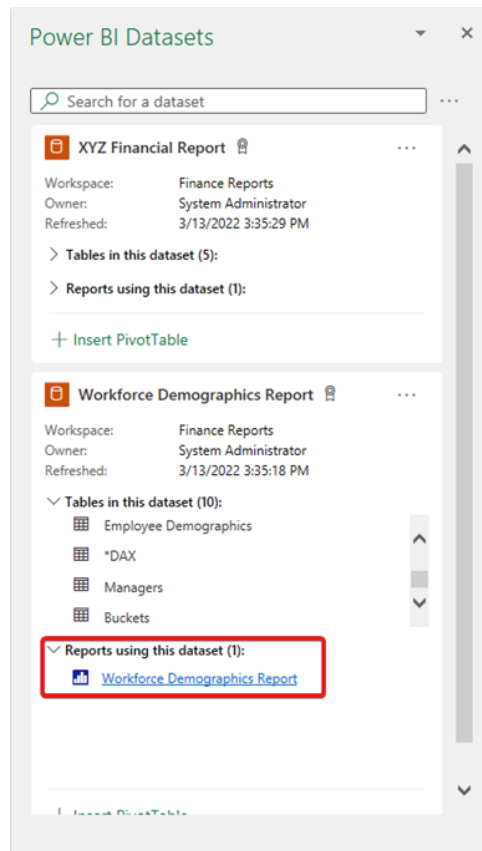 Power BI Datasets
Search for a dataset
XYZ Financial Report
Workspace: Finance Reports
Owner: System Administrator
Refreshed: 3/13/2022 3:35:29 PM
Tables in this dataset (5):
Reports using this dataset (1):
+ Insert PivotTable
Workforce Demographics Report
Workspace: Finance Reports
Owner: System Administrator
Refreshed: 3/13/2022 3:35:18 PM
Tables in this dataset (10):
Employee Demographics
*DAX
Managers
Buckets
Reports using this dataset (1):
Workforce Demographics Report
Insert PivotTable